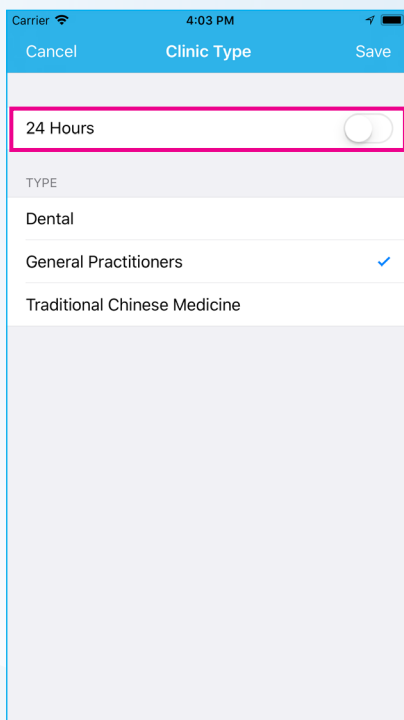 Carrier 4:03 PM
Cancel Clinic Type Save
24 Hours
TYPE
Dental
General Practitioners
Traditional Chinese Medicine